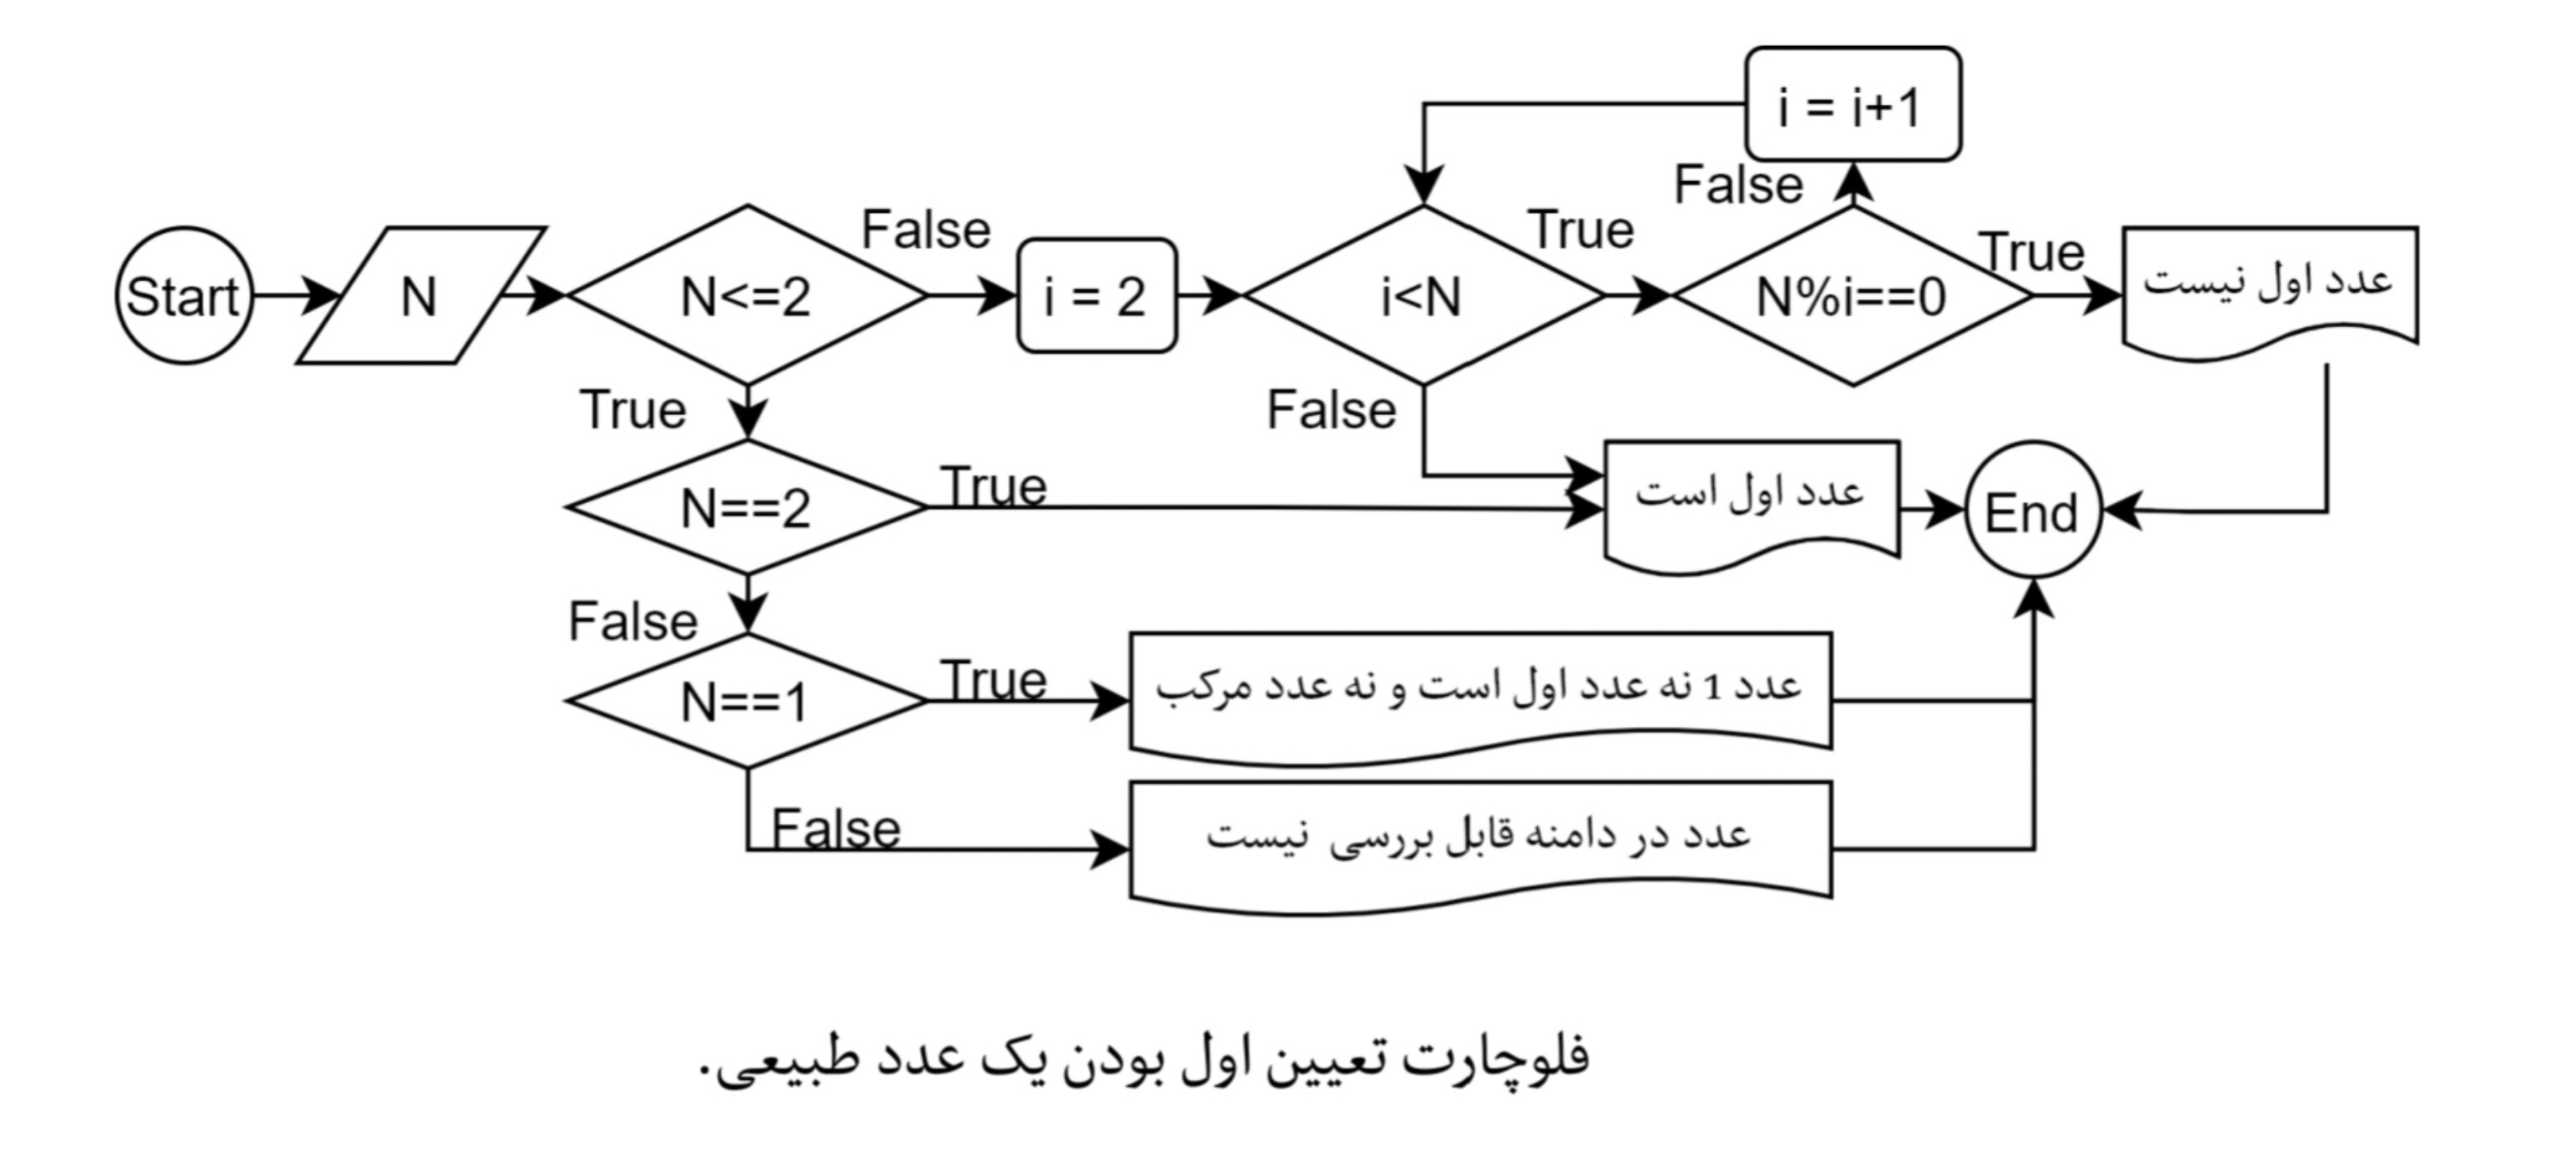 i = i+1
False
False
True
True
Start
N
N<=2
i = 2
i<N
N%i==0
عدد اول نیست
True
False
N==2
True
عدد اول است
End
False
N==1
True
عدد 1 نه عدد اول است و نه عدد مرکب
False
عدد در دامنه قابل بررسی نیست
فلوچارت تعیین اول بودن یک عدد طبیعی.